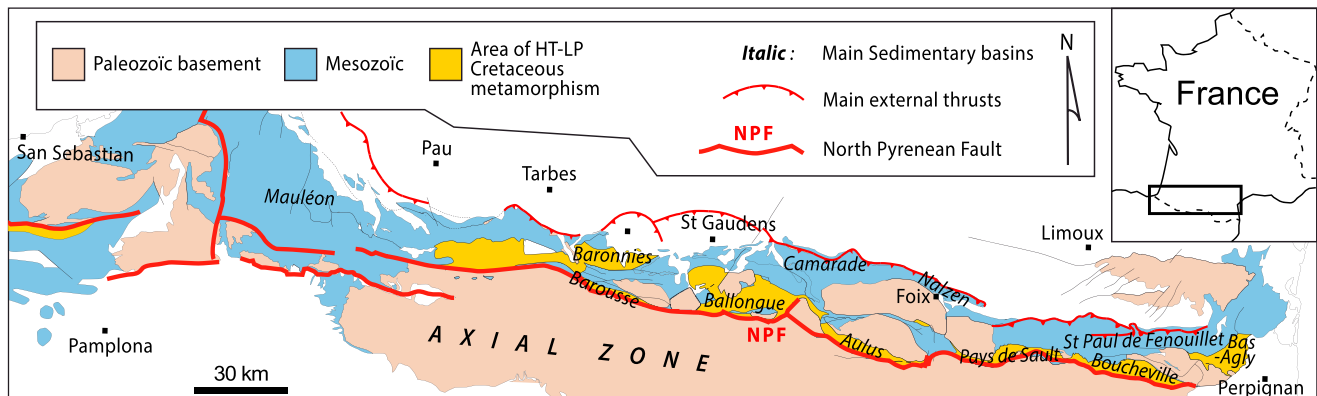 Paleozoïc basement
Mesozoïc
Area of HT-LP
Cretaceous
metamorphism
Italic :
Main Sedimentary basins
Main external thrusts
NPF
North Pyrenean Fault
N
France
San Sebastian
Pau
Tarbes
Mauléon
St Gaudens
Limoux
Baronnies
Camarade
Barousse
Ballongue
Nalzen
Foix
NPF
AXIAL ZONE
Aulus
Pays de Sault
St Paul de Fenouillet
Bas
-Agly
Boucheville
Pamplona
Perpignan
30 km